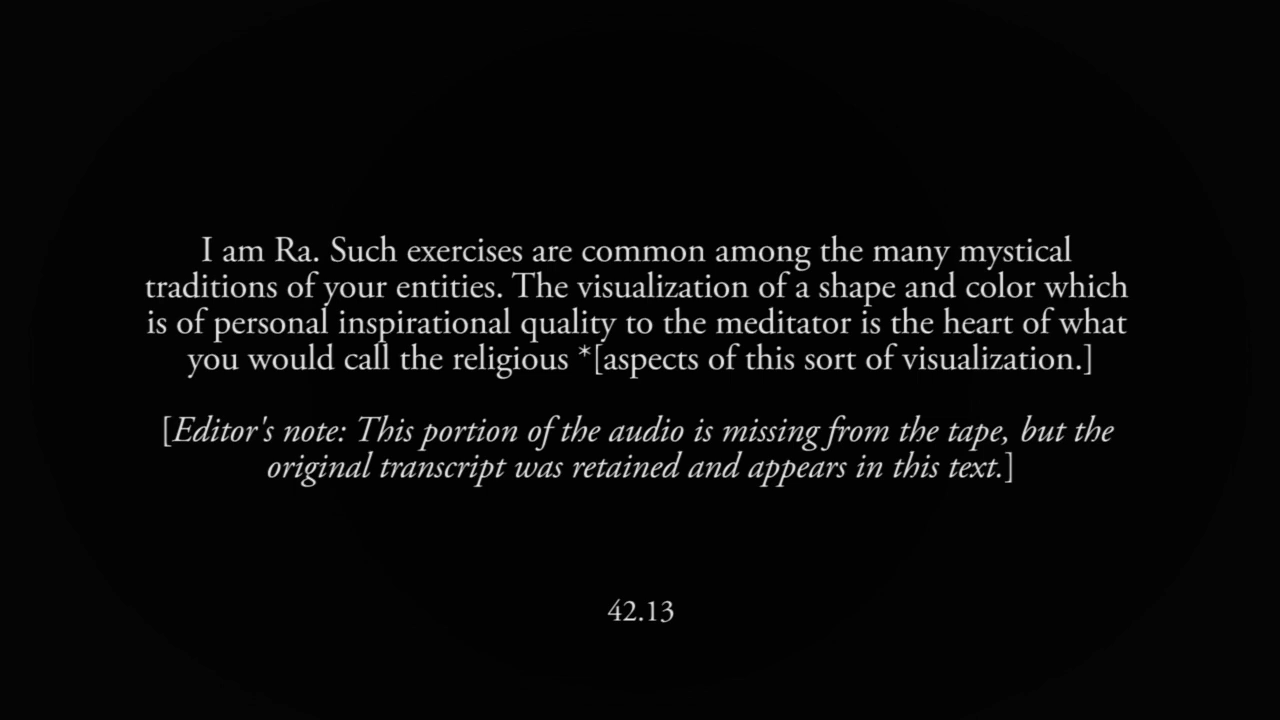 I am Ra. Such exercises are common among the many mystical
traditions of your entities. The visualization of a shape and color which
is of personal inspirational quality to the meditator is the heart of what
you would call the religious *[aspects of this sort of visualization.]
[Editor's note: This portion of the audio is missing from the tape, but the
original transcript was retained and appears in this text.]
42.13